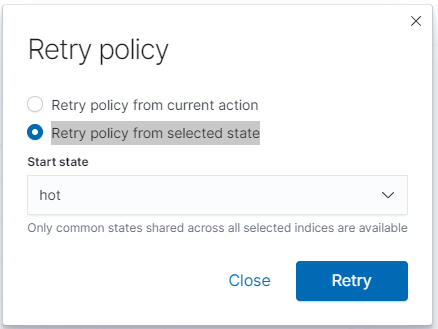 Retry policy
Retry policy from current action
Retry policy from selected state
Start state
hot
Only common states shared across all selected indices are available
Close
Retry